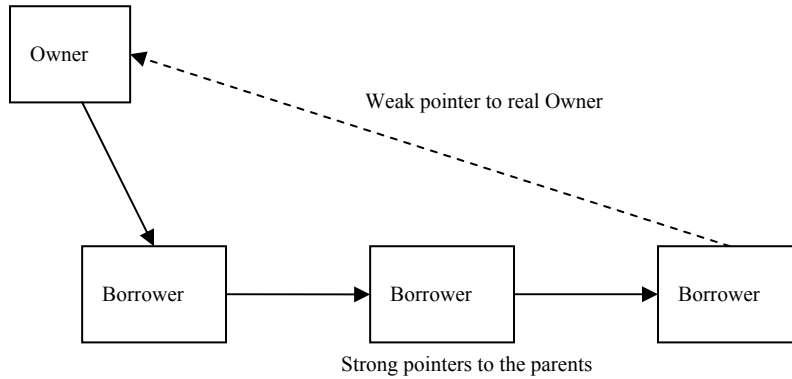 Owner
Weak pointer to real Owner
Borrower
Borrower
Borrower
Strong pointers to the parents